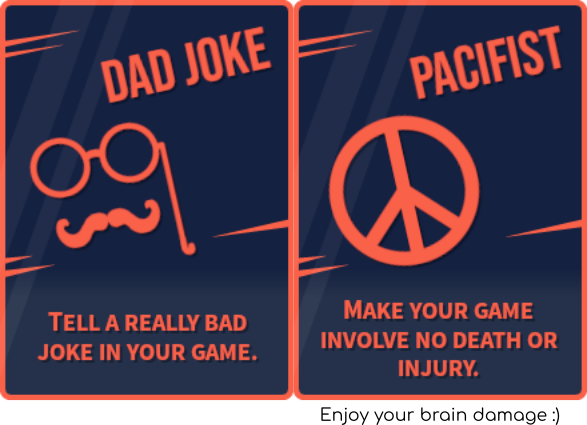 DAD JOKE
TELL A REALLY BAD
JOKE IN YOUR GAME.
PACIFIST
MAKE YOUR GAME
INVOLVE NO DEATH OR
INJURY.
Enjoy your brain damage :)